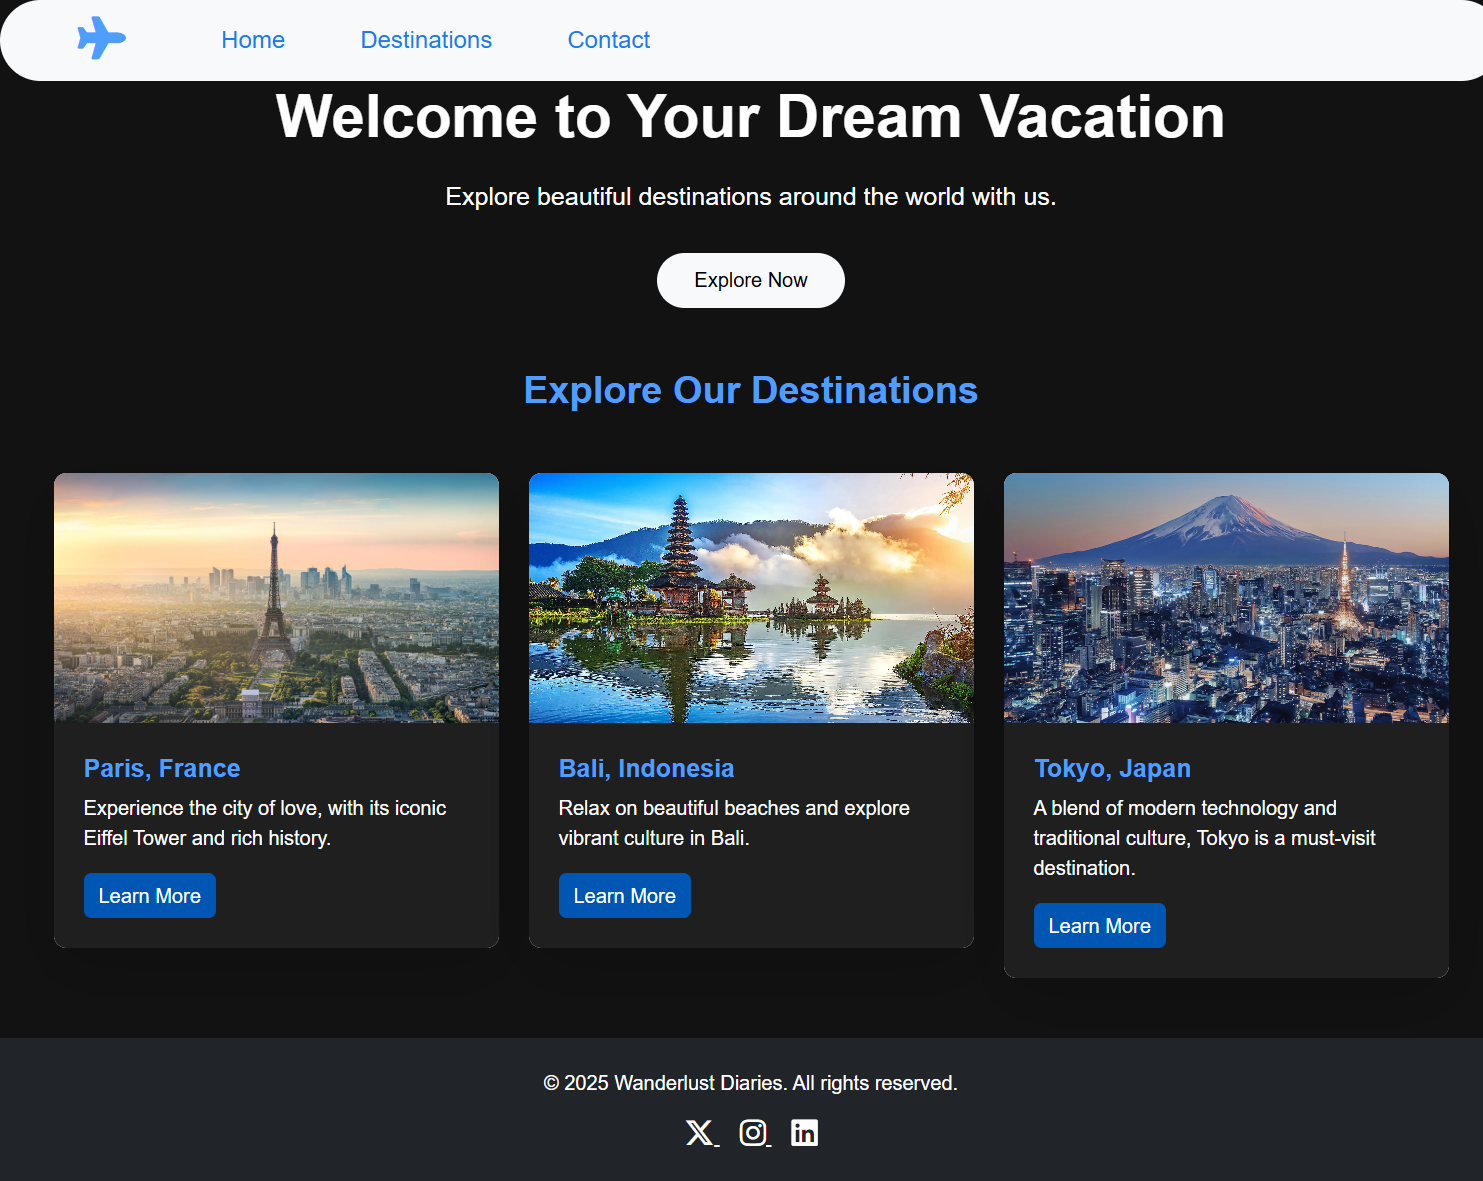 Home Destinations Contact
Welcome to Your Dream Vacation
Explore beautiful destinations around the world with us.
Explore Now
Explore Our Destinations
Paris, France
Experience the city of love, with its iconic
Eiffel Tower and rich history.
Learn More
Bali, Indonesia
Relax on beautiful beaches and explore
vibrant culture in Bali.
Learn More
Tokyo, Japan
A blend of modern technology and
traditional culture, Tokyo is a must-visit
destination.
Learn More
© 2025 Wanderlust Diaries. All rights reserved.